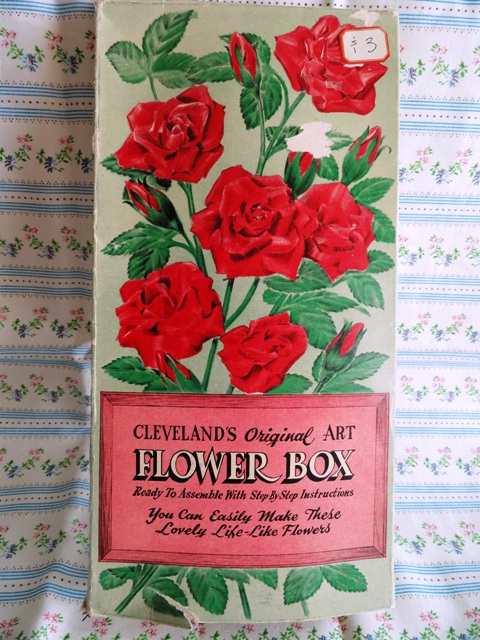 $ 3
CLEVELAND'S Original ART
FLOWER BOX
Ready To Assemble With Step By Step Instructions
You Can Easily Make These
Lovely Life-Like Flowers